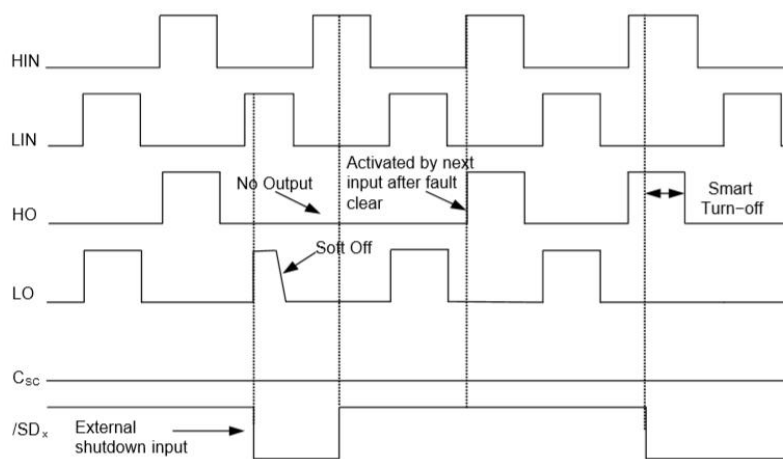 HIN
LIN
No Output
Activated by next
input after fault
clear
HO
Smart
Turn-off
Soft Off
LO
CSC
/SDx
External
shutdown input